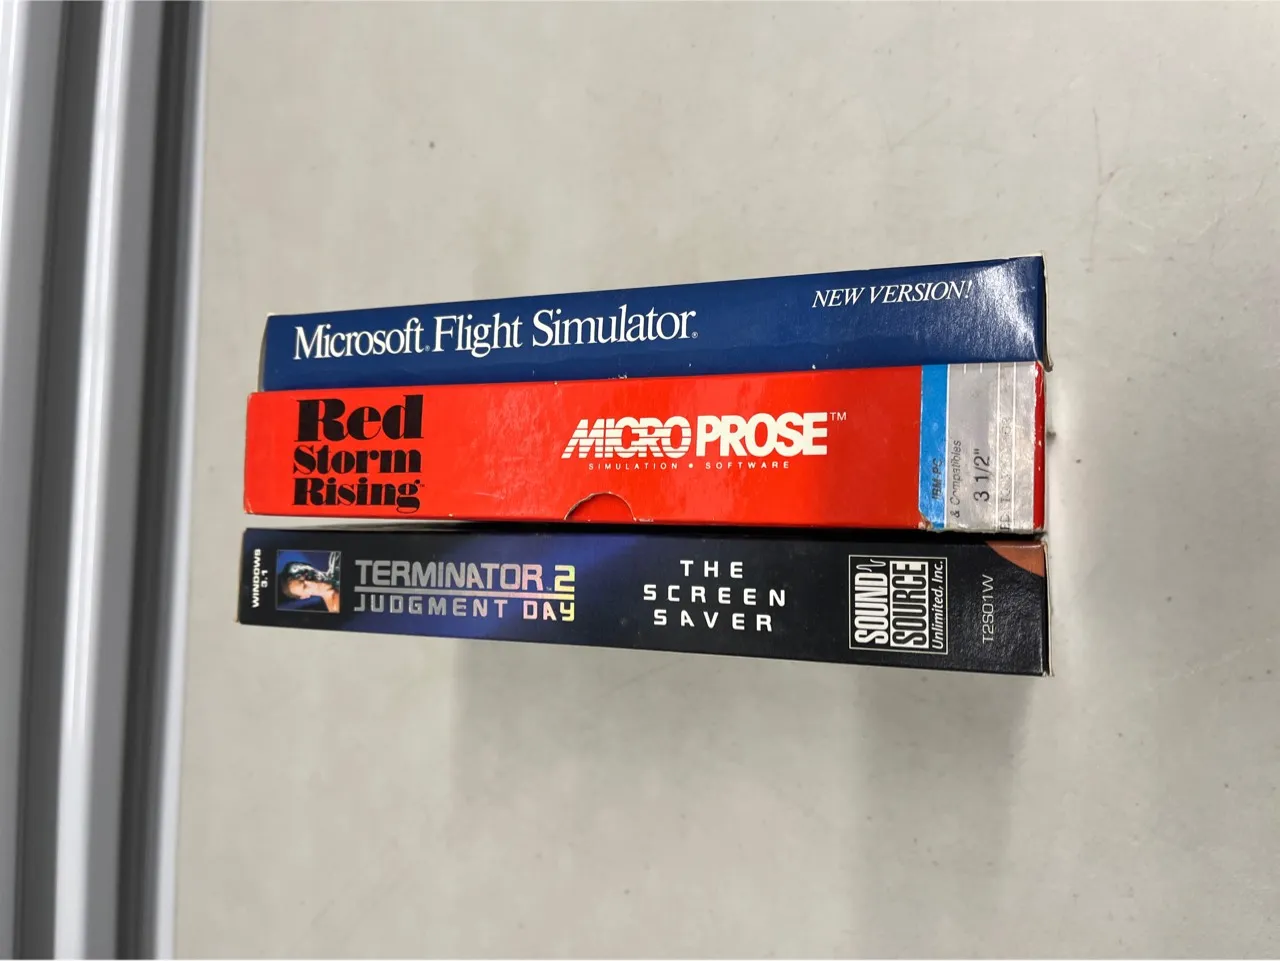 Microsoft® Flight Simulator®
NEW VERSION!
Red
Storm
Rising™
MICROPROSE™
SIMULATION • SOFTWARE
IBM PC
& Compatibles
3 1/2"
WINDOWS
3.1
TERMINATOR 2
JUDGMENT DAY
THE
SCREEN
SAVER
SOUND
SOURCE
Unlimited, Inc.
T2S01W